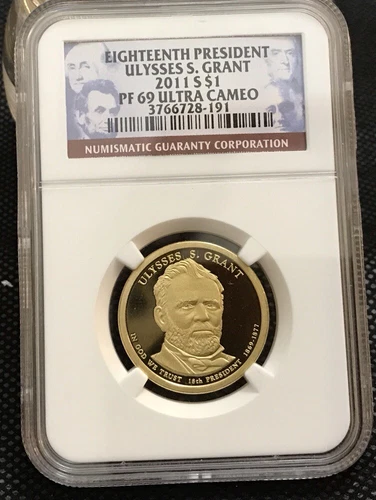 EIGHTEENTH PRESIDENT
ULYSSES S. GRANT
2011 S $1
PF 69 ULTRA CAMEO
3766728-191
NUMISMATIC GUARANTY CORPORATION
ULYSSES S. GRANT
IN GOD WE TRUST 18th PRESIDENT 1869-1877